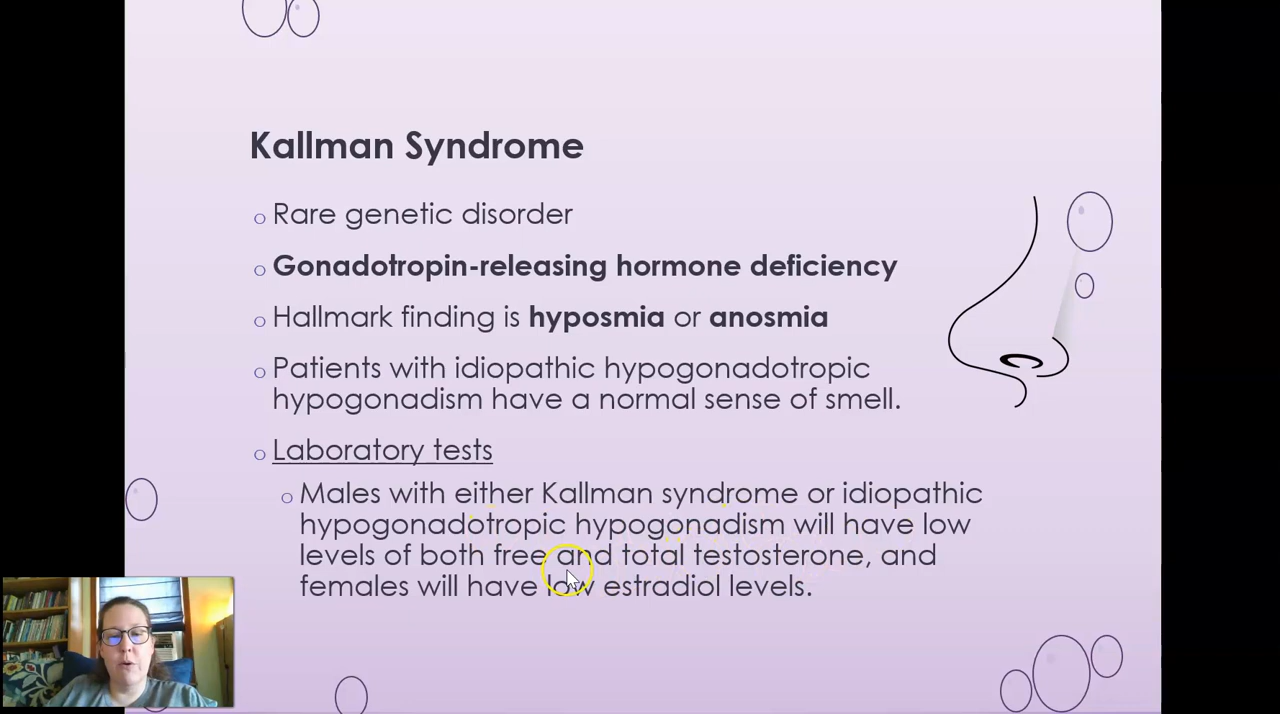 Kallman Syndrome
Rare genetic disorder
Gonadotropin-releasing hormone deficiency
Hallmark finding is hyposmia or anosmia
Patients with idiopathic hypogonadotropic
hypogonadism have a normal sense of smell.
Laboratory tests
Males with either Kallman syndrome or idiopathic
hypogonadotropic hypogonadism will have low
levels of both free and total testosterone, and
females will have low estradiol levels.